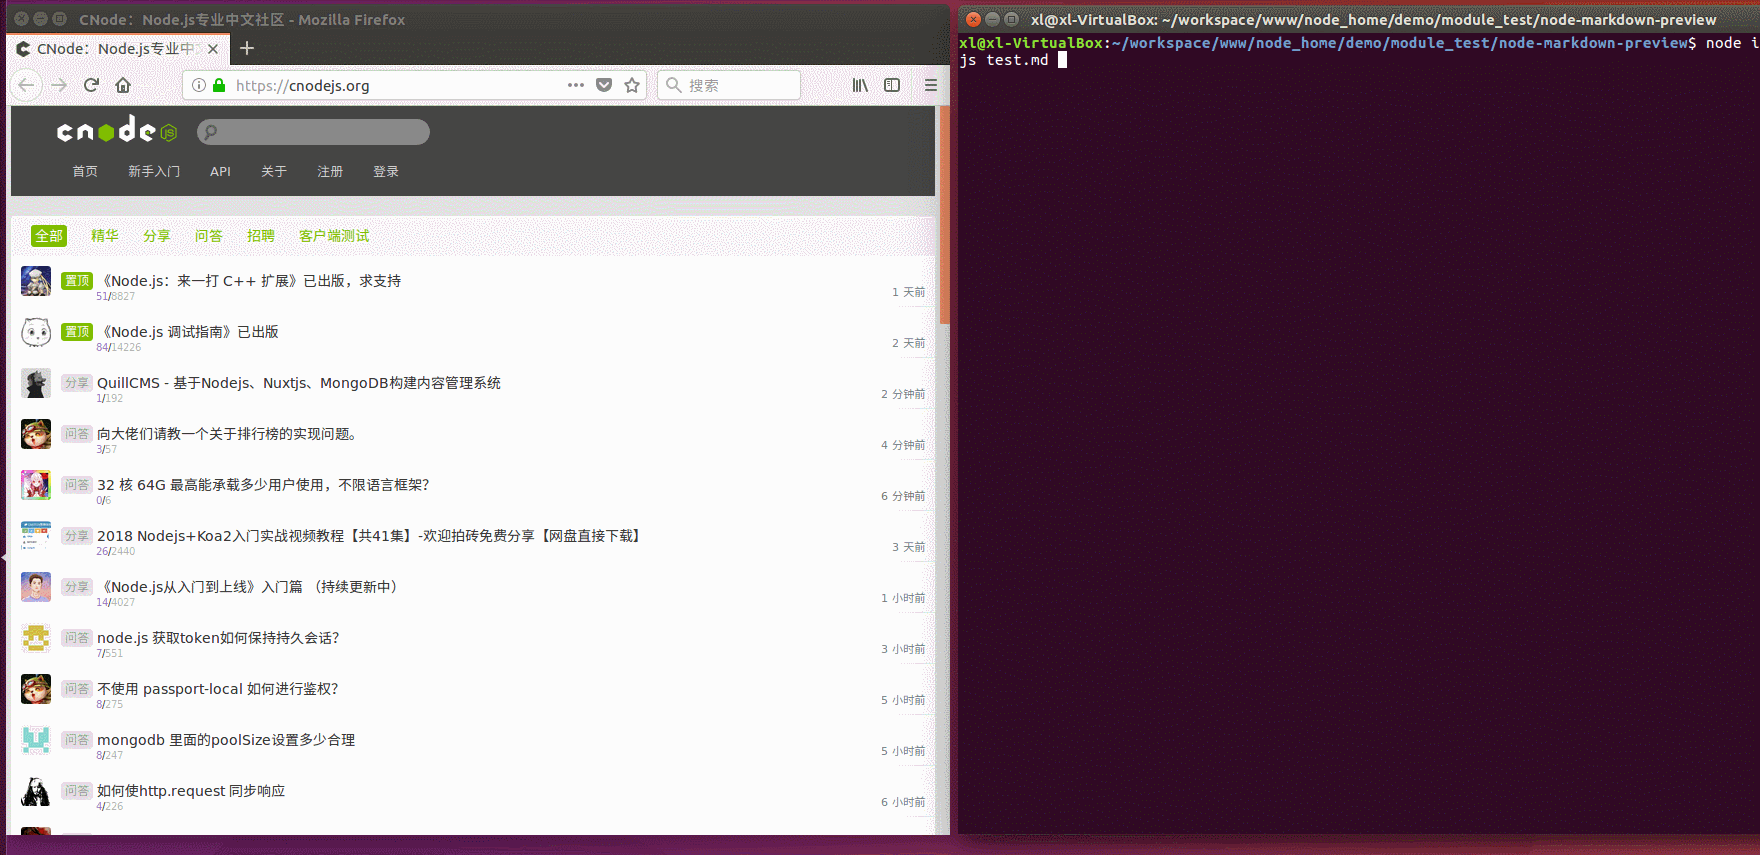 CNode：Node.js专业中文社区 - Mozilla Firefox
CNode：Node.js专业中
https://cnodejs.org
搜索
cnode js
首页 新手入门 API 关于 注册 登录
全部 精华 分享 问答 招聘 客户端测试
置顶 《Node.js：来一打 C++ 扩展》已出版，求支持
51/8827 1 天前
置顶 《Node.js 调试指南》已出版
84/14226 2 天前
分享 QuillCMS - 基于Nodejs、Nuxtjs、MongoDB构建内容管理系统
1/192 2 分钟前
问答 向大佬们请教一个关于排行榜的实现问题。
3/57 4 分钟前
问答 32 核 64G 最高能承载多少用户使用，不限语言框架？
0/6 6 分钟前
分享 2018 Nodejs+Koa2入门实战视频教程【共41集】-欢迎拍砖免费分享【网盘直接下载】
26/2440 3 天前
分享 《Node.js从入门到上线》入门篇 （持续更新中）
14/4027 1 小时前
问答 node.js 获取token如何保持持久会话？
7/551 3 小时前
问答 不使用 passport-local 如何进行鉴权？
8/275 5 小时前
问答 mongodb 里面的poolSize设置多少合理
8/247 5 小时前
问答 如何使http.request 同步响应
4/226 6 小时前
xl@xl-VirtualBox: ~/workspace/www/node_home/demo/module_test/node-markdown-preview
xl@xl-VirtualBox:~/workspace/www/node_home/demo/module_test/node-markdown-preview$ node i
js test.md